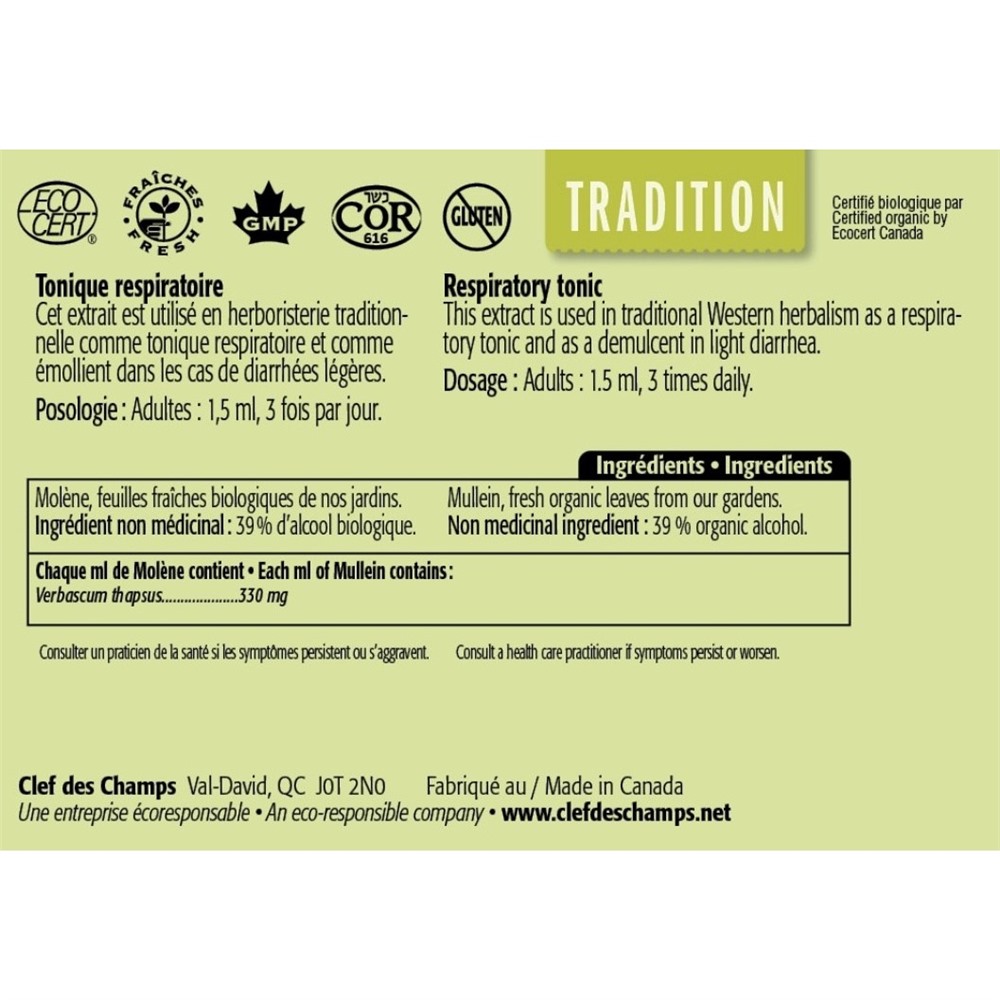 ECO
CERT
®
FRAÎCHES
FRESH
GMP
כשר
COR
616
GLUTEN
TRADITION
Certifié biologique par
Certified organic by
Ecocert Canada
Tonique respiratoire
Cet extrait est utilisé en herboristerie tradition-
nelle comme tonique respiratoire et comme
émollient dans les cas de diarrhées légères.
Posologie : Adultes : 1,5 ml, 3 fois par jour.
Respiratory tonic
This extract is used in traditional Western herbalism as a respira-
tory tonic and as a demulcent in light diarrhea.
Dosage : Adults : 1.5 ml, 3 times daily.
Ingrédients • Ingredients
Molène, feuilles fraîches biologiques de nos jardins.
Ingrédient non médicinal : 39 % d'alcool biologique.
Mullein, fresh organic leaves from our gardens.
Non medicinal ingredient : 39 % organic alcohol.
Chaque ml de Molène contient • Each ml of Mullein contains :
Verbascum thapsus....................330 mg
Consulter un praticien de la santé si les symptômes persistent ou s'aggravent.
Consult a health care practitioner if symptoms persist or worsen.
Clef des Champs Val-David, QC J0T 2N0 Fabriqué au / Made in Canada
Une entreprise écoresponsable • An eco-responsible company • www.clefdeschamps.net